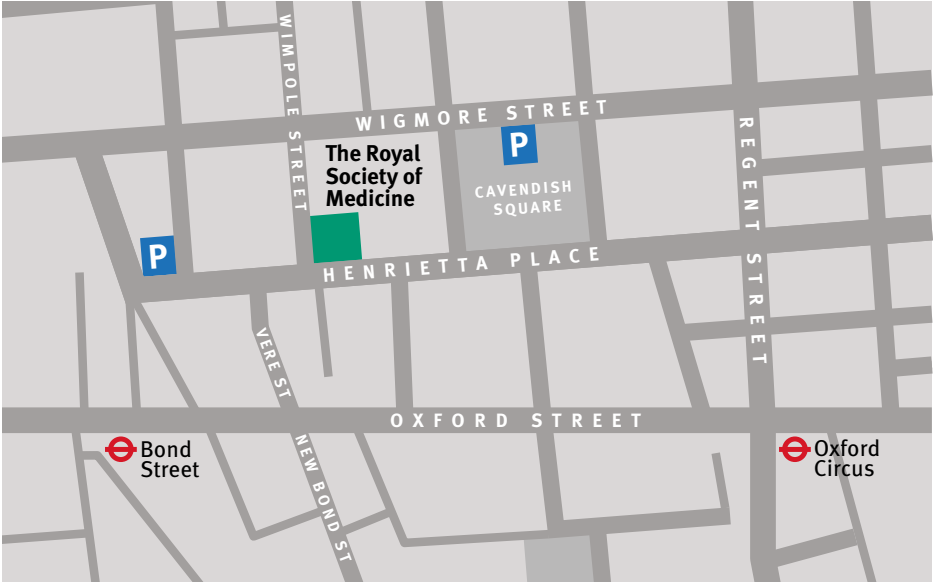 WIMPOLE STREET
WIGMORE STREET
REGENT STREET
The Royal
Society of
Medicine
P
CAVENDISH
SQUARE
P
HENRIETTA PLACE
VERE ST
OXFORD STREET
NEW BOND ST
Bond
Street
Oxford
Circus